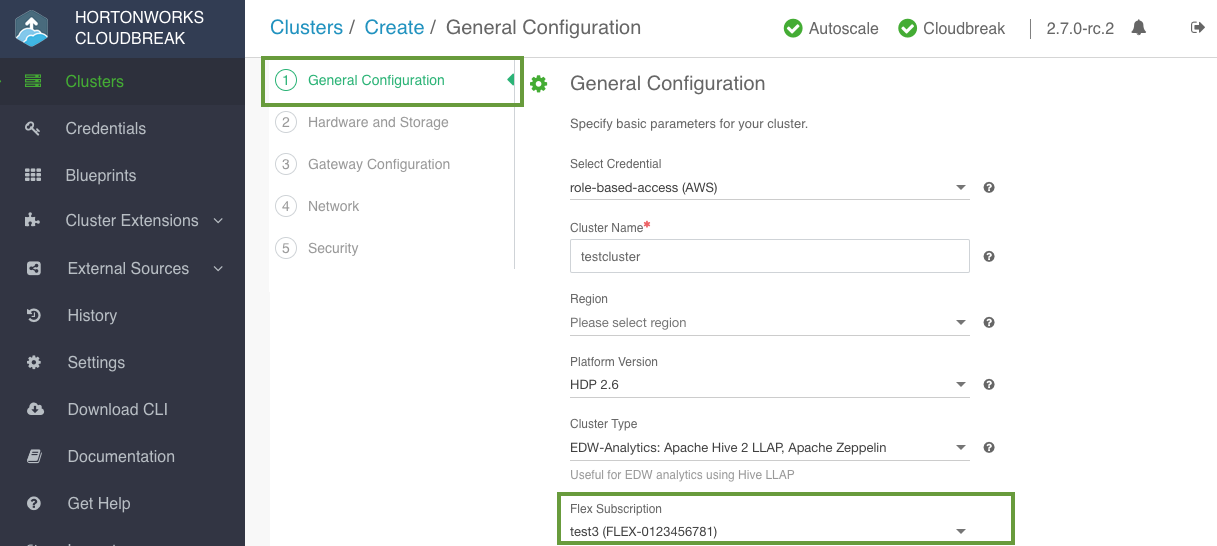 HORTONWORKS
CLOUDBREAK
Clusters
Credentials
Blueprints
Cluster Extensions
External Sources
History
Settings
Download CLI
Documentation
Get Help
Clusters / Create / General Configuration
Autoscale
Cloudbreak
2.7.0-rc.2
1 General Configuration
2 Hardware and Storage
3 Gateway Configuration
4 Network
5 Security
General Configuration
Specify basic parameters for your cluster.
Select Credential
role-based-access (AWS)
Cluster Name*
testcluster
Region
Please select region
Platform Version
HDP 2.6
Cluster Type
EDW-Analytics: Apache Hive 2 LLAP, Apache Zeppelin
Useful for EDW analytics using Hive LLAP
Flex Subscription
test3 (FLEX-0123456781)